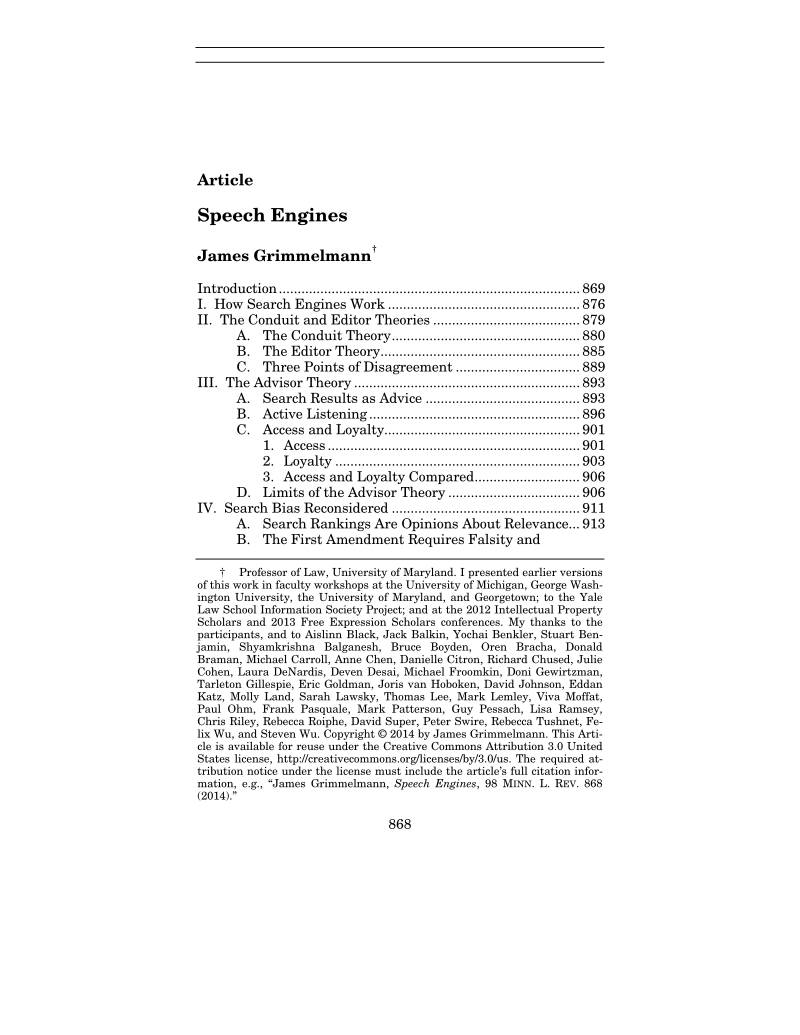 Article
Speech Engines
James Grimmelmann†
Introduction ................................................................................ 869
I. How Search Engines Work ................................................... 876
II. The Conduit and Editor Theories ....................................... 879
A. The Conduit Theory.................................................. 880
B. The Editor Theory..................................................... 885
C. Three Points of Disagreement ................................. 889
III. The Advisor Theory ............................................................ 893
A. Search Results as Advice ......................................... 893
B. Active Listening ........................................................ 896
C. Access and Loyalty.................................................... 901
1. Access ................................................................... 901
2. Loyalty ................................................................. 903
3. Access and Loyalty Compared............................ 906
D. Limits of the Advisor Theory ................................... 906
IV. Search Bias Reconsidered .................................................. 911
A. Search Rankings Are Opinions About Relevance... 913
B. The First Amendment Requires Falsity and
† Professor of Law, University of Maryland. I presented earlier versions
of this work in faculty workshops at the University of Michigan, George Wash-
ington University, the University of Maryland, and Georgetown; to the Yale
Law School Information Society Project; and at the 2012 Intellectual Property
Scholars and 2013 Free Expression Scholars conferences. My thanks to the
participants, and to Aislinn Black, Jack Balkin, Yochai Benkler, Stuart Ben-
jamin, Shyamkrishna Balganesh, Bruce Boyden, Oren Bracha, Donald
Braman, Michael Carroll, Anne Chen, Danielle Citron, Richard Chused, Julie
Cohen, Laura DeNardis, Deven Desai, Michael Froomkin, Doni Gewirtzman,
Tarleton Gillespie, Eric Goldman, Joris van Hoboken, David Johnson, Eddan
Katz, Molly Land, Sarah Lawsky, Thomas Lee, Mark Lemley, Viva Moffat,
Paul Ohm, Frank Pasquale, Mark Patterson, Guy Pessach, Lisa Ramsey,
Chris Riley, Rebecca Roiphe, David Super, Peter Swire, Rebecca Tushnet, Fe-
lix Wu, and Steven Wu. Copyright © 2014 by James Grimmelmann. This Arti-
cle is available for reuse under the Creative Commons Attribution 3.0 United
States license, http://creativecommons.org/licenses/by/3.0/us. The required at-
tribution notice under the license must include the article's full citation infor-
mation, e.g., “James Grimmelmann, Speech Engines, 98 MINN. L. REV. 868
(2014).”
868